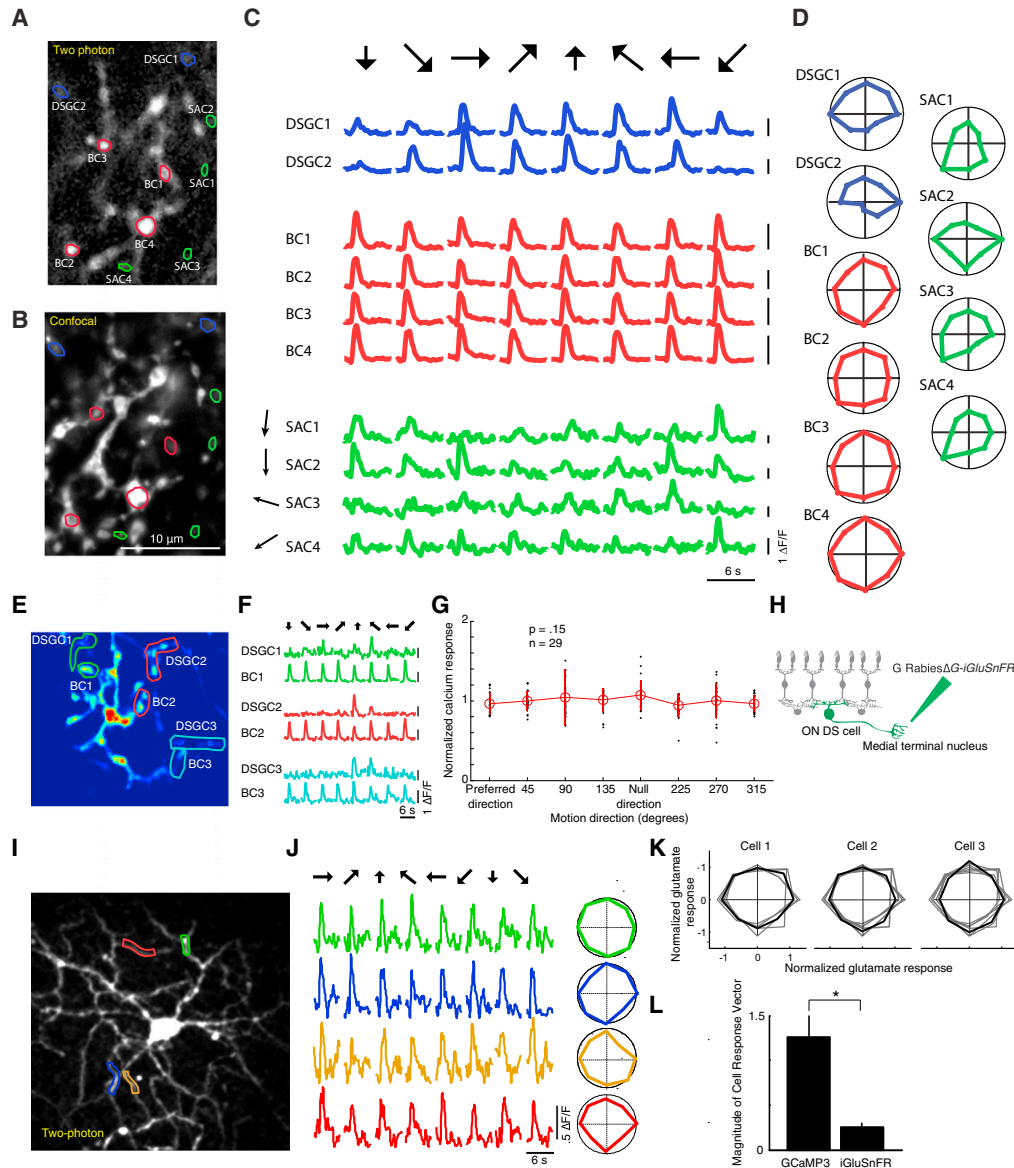 A
Two photon
DSGC1
DSGC2
SAC2
BC3
BC1
SAC1
BC4
BC2
SAC3
SAC4
B
Confocal
10 µm
C
DSGC1
DSGC2
BC1
BC2
BC3
BC4
SAC1
SAC2
SAC3
SAC4
1 ΔF/F
6 s
D
DSGC1
SAC1
DSGC2
SAC2
BC1
SAC3
BC2
SAC4
BC3
BC4
E
DSGC1
DSGC2
BC1
BC2
DSGC3
BC3
F
DSGC1
BC1
DSGC2
BC2
DSGC3
BC3
1 ΔF/F
6 s
G
Normalized calcium response
2
1
0
p = .15
n = 29
Preferred direction
45
90
135
Null direction
225
270
315
Motion direction (degrees)
H
G RabiesΔG-iGluSnFR
ON DS cell
Medial terminal nucleus
I
Two-photon
J
.5 ΔF/F
6 s
K
Cell 1
Cell 2
Cell 3
Normalized glutamate response
-1
0
-1
-1
0
1
Normalized glutamate response
L
Magnitude of Cell Response Vector
1.5
0
*
GCaMP3
iGluSnFR